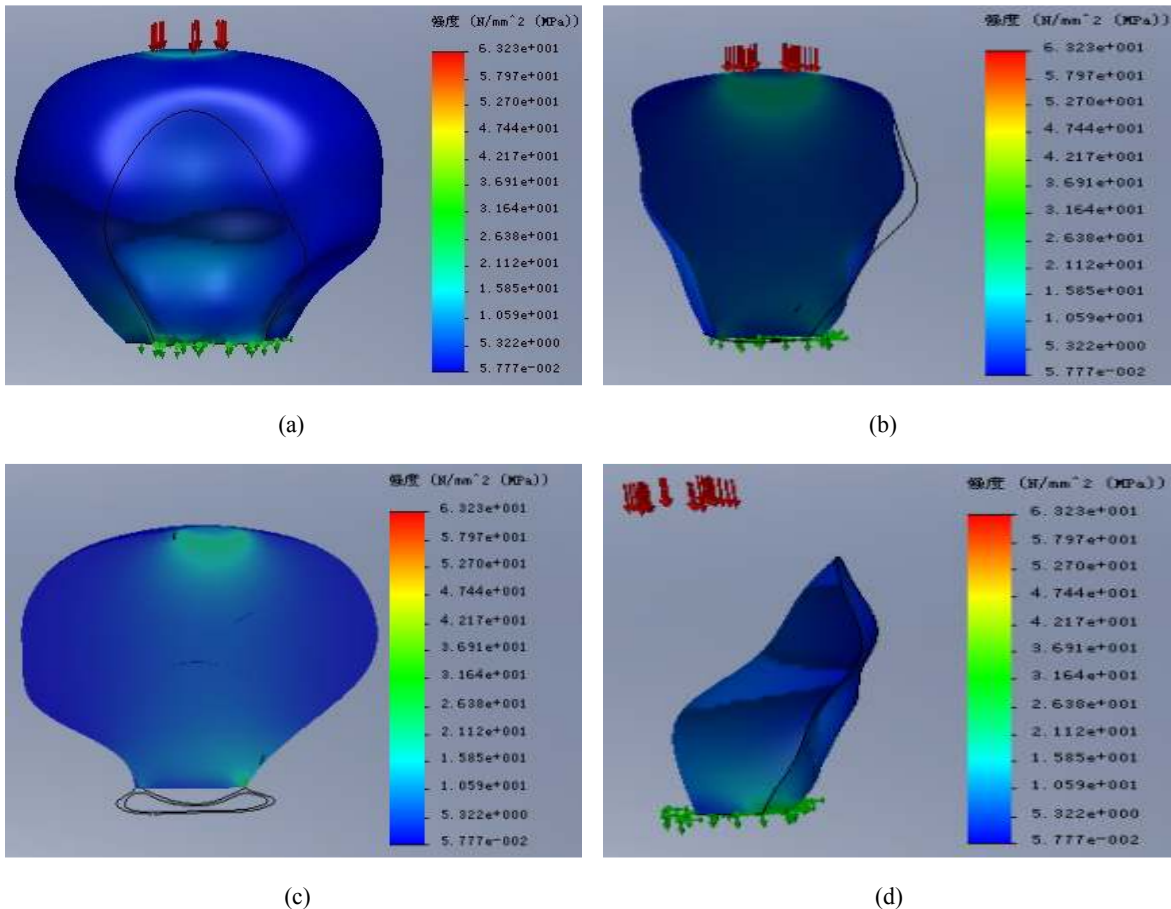 强度 (N/mm^2 (MPa))
6.323e+001
5.797e+001
5.270e+001
4.744e+001
4.217e+001
3.691e+001
3.164e+001
2.638e+001
2.112e+001
1.585e+001
1.059e+001
5.322e+000
5.777e-002
(a)
强度 (N/mm^2 (MPa))
6.323e+001
5.797e+001
5.270e+001
4.744e+001
4.217e+001
3.691e+001
3.164e+001
2.638e+001
2.112e+001
1.585e+001
1.059e+001
5.322e+000
5.777e-002
(b)
强度 (N/mm^2 (MPa))
6.323e+001
5.797e+001
5.270e+001
4.744e+001
4.217e+001
3.691e+001
3.164e+001
2.638e+001
2.112e+001
1.585e+001
1.059e+001
5.322e+000
5.777e-002
(c)
强度 (N/mm^2 (MPa))
6.323e+001
5.797e+001
5.270e+001
4.744e+001
4.217e+001
3.691e+001
3.164e+001
2.638e+001
2.112e+001
1.585e+001
1.059e+001
5.322e+000
5.777e-002
(d)